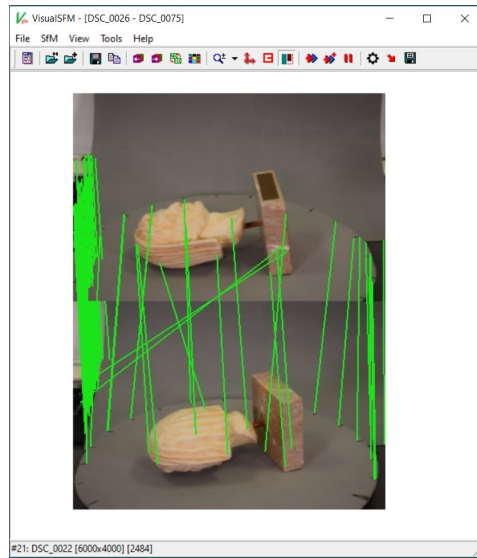 VisualSFM - [DSC_0026 - DSC_0075]
File SfM View Tools Help
#21: DSC_0022 [6000x4000] [2484]